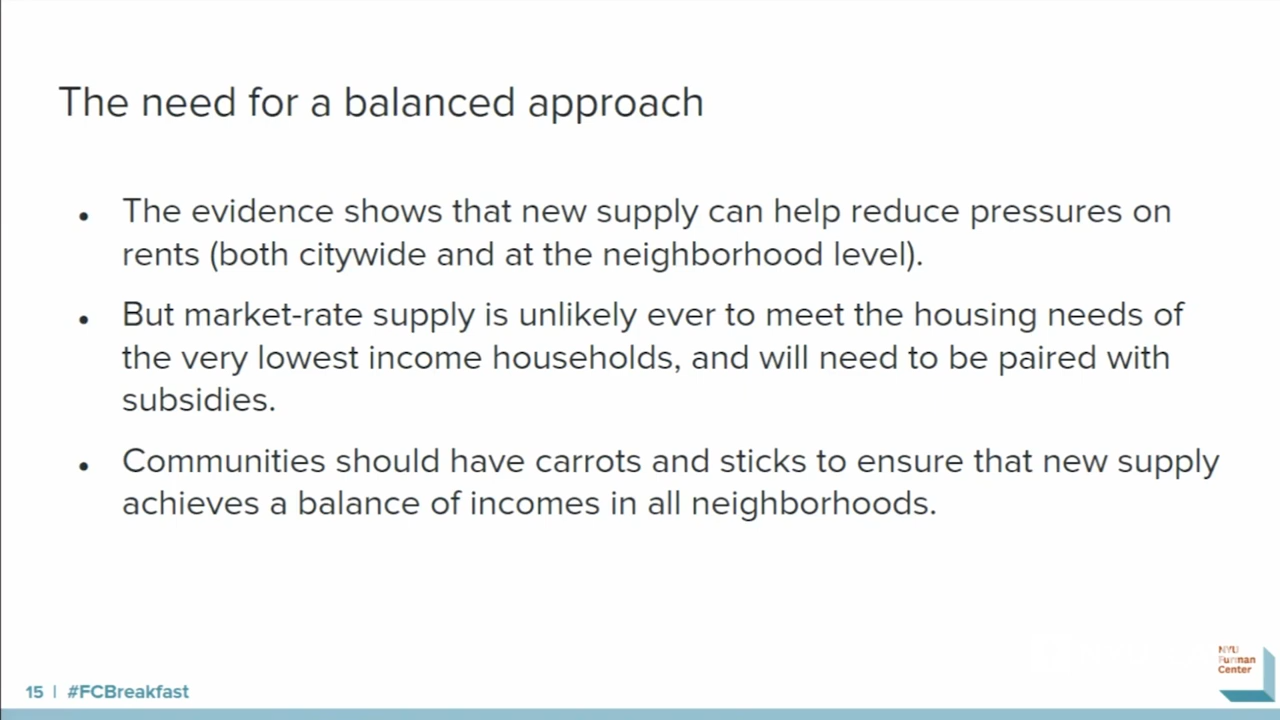 The need for a balanced approach
• The evidence shows that new supply can help reduce pressures on
rents (both citywide and at the neighborhood level).
• But market-rate supply is unlikely ever to meet the housing needs of
the very lowest income households, and will need to be paired with
subsidies.
• Communities should have carrots and sticks to ensure that new supply
achieves a balance of incomes in all neighborhoods.
NYU
Furman
Center
15 | #FCBreakfast